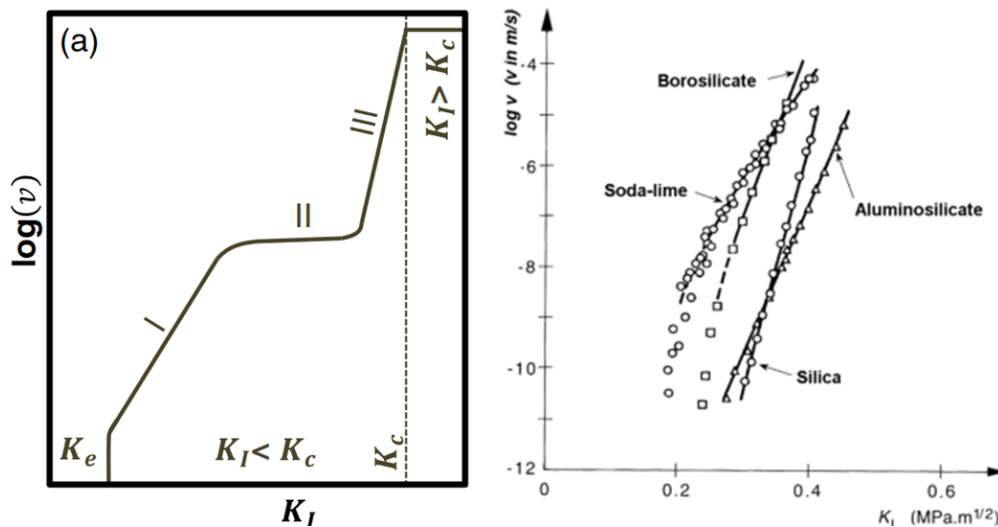 (a)
log(v)
I
II
III
K_I > K_c
K_e
K_I < K_c
K_c
K_I
log v (v in m/s)
-4
-6
-8
-10
-12
0
0.2
0.4
0.6
K_I (MPa.m^1/2)
Borosilicate
Soda-lime
Aluminosilicate
Silica